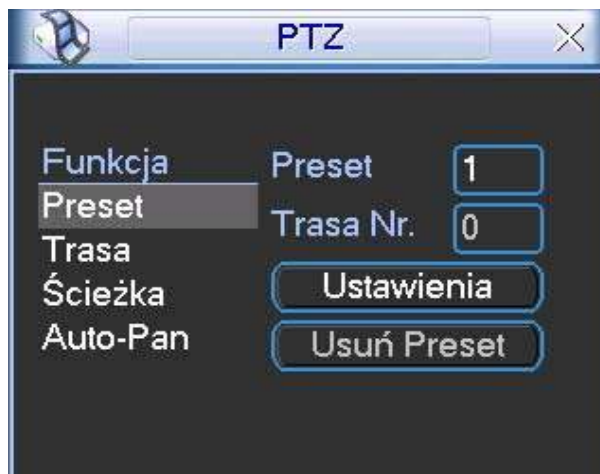 PTZ
Funkcja
Preset
Trasa
Ścieżka
Auto-Pan
Preset 1
Trasa Nr. 0
Ustawienia
Usuń Preset